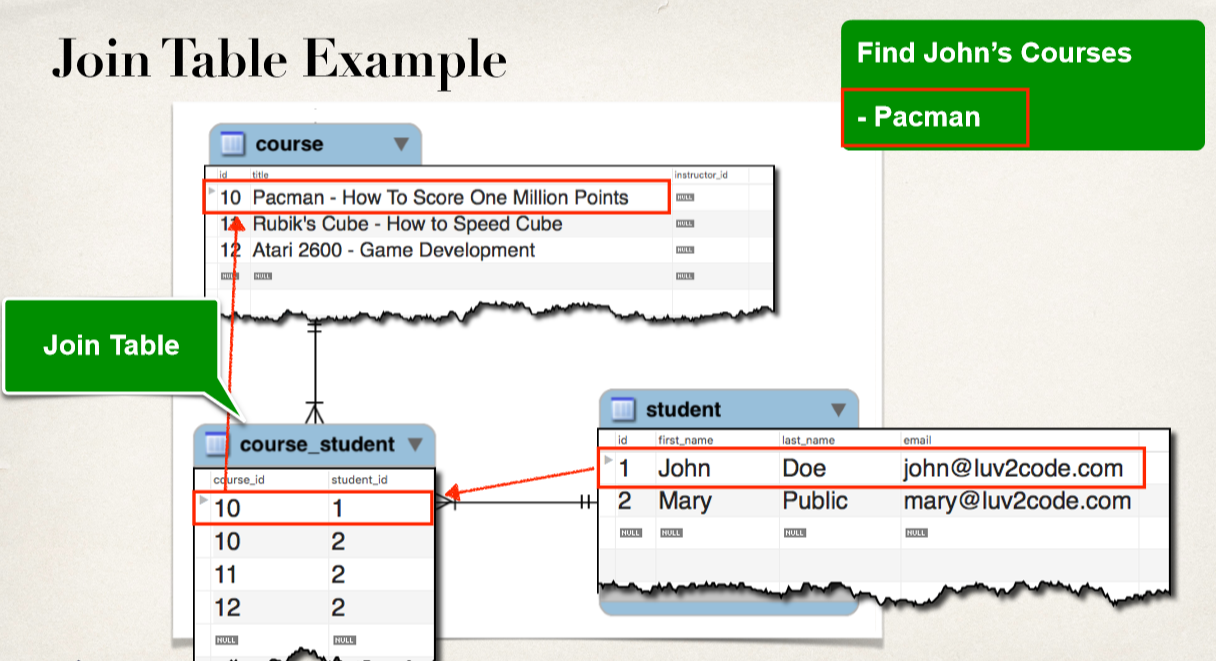 Join Table Example
Find John's Courses
- Pacman
course
id title instructor_id
10 Pacman - How To Score One Million Points NULL
11 Rubik's Cube - How to Speed Cube NULL
12 Atari 2600 - Game Development NULL
NULL NULL NULL
Join Table
student
id first_name last_name email
1 John Doe john@luv2code.com
2 Mary Public mary@luv2code.com
NULL NULL NULL NULL
course_student
course_id student_id
10 1
10 2
11 2
12 2
NULL NULL